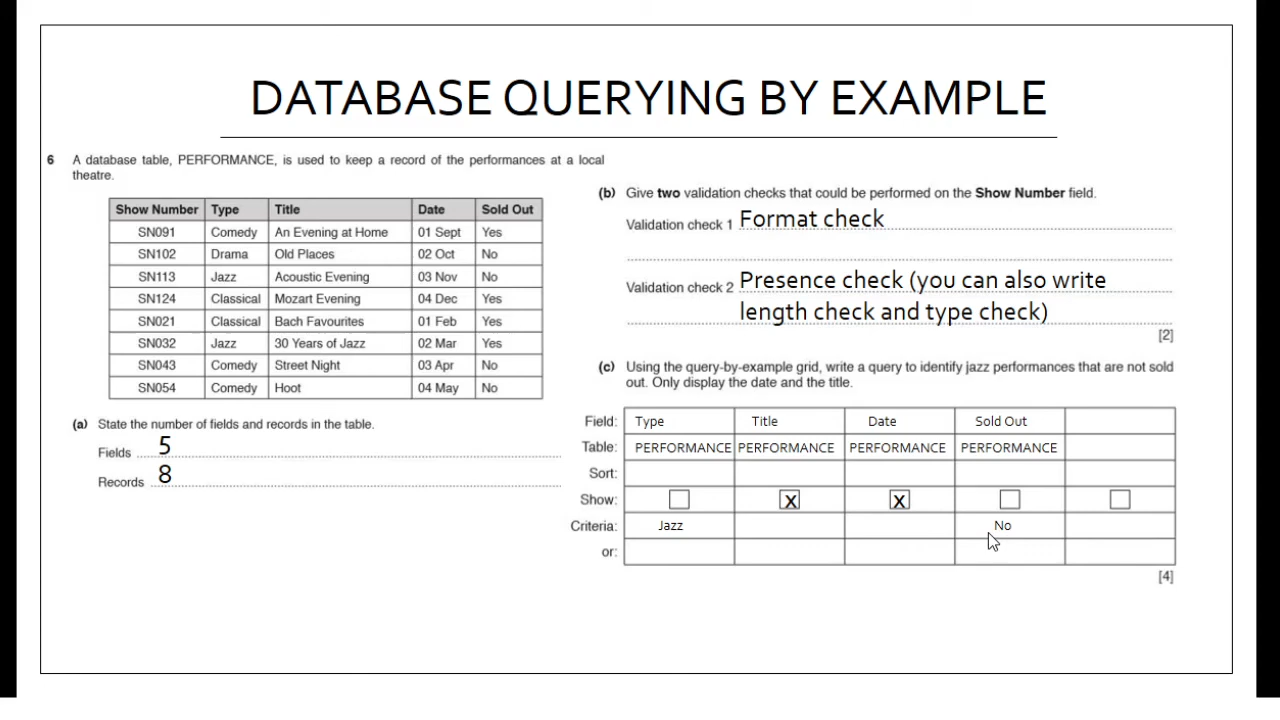 DATABASE QUERYING BY EXAMPLE
6 A database table, PERFORMANCE, is used to keep a record of the performances at a local
theatre.
Show Number Type Title Date Sold Out
SN091 Comedy An Evening at Home 01 Sept Yes
SN102 Drama Old Places 02 Oct No
SN113 Jazz Acoustic Evening 03 Nov No
SN124 Classical Mozart Evening 04 Dec Yes
SN021 Classical Bach Favourites 01 Feb Yes
SN032 Jazz 30 Years of Jazz 02 Mar Yes
SN043 Comedy Street Night 03 Apr No
SN054 Comedy Hoot 04 May No
(a) State the number of fields and records in the table.
Fields 5
Records 8
(b) Give two validation checks that could be performed on the Show Number field.
Validation check 1 Format check
Validation check 2 Presence check (you can also write
length check and type check)
[2]
(c) Using the query-by-example grid, write a query to identify jazz performances that are not sold
out. Only display the date and the title.
Field: Type Title Date Sold Out
Table: PERFORMANCE PERFORMANCE PERFORMANCE PERFORMANCE
Sort:
Show: X X
Criteria: Jazz No
or:
[4]